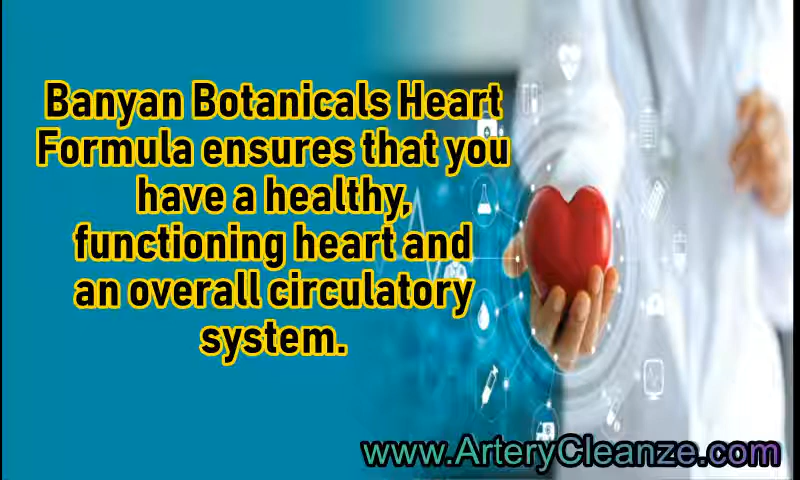 Banyan Botanicals Heart
Formula ensures that you
have a healthy,
functioning heart and
an overall circulatory
system.
www.ArteryCleanze.com